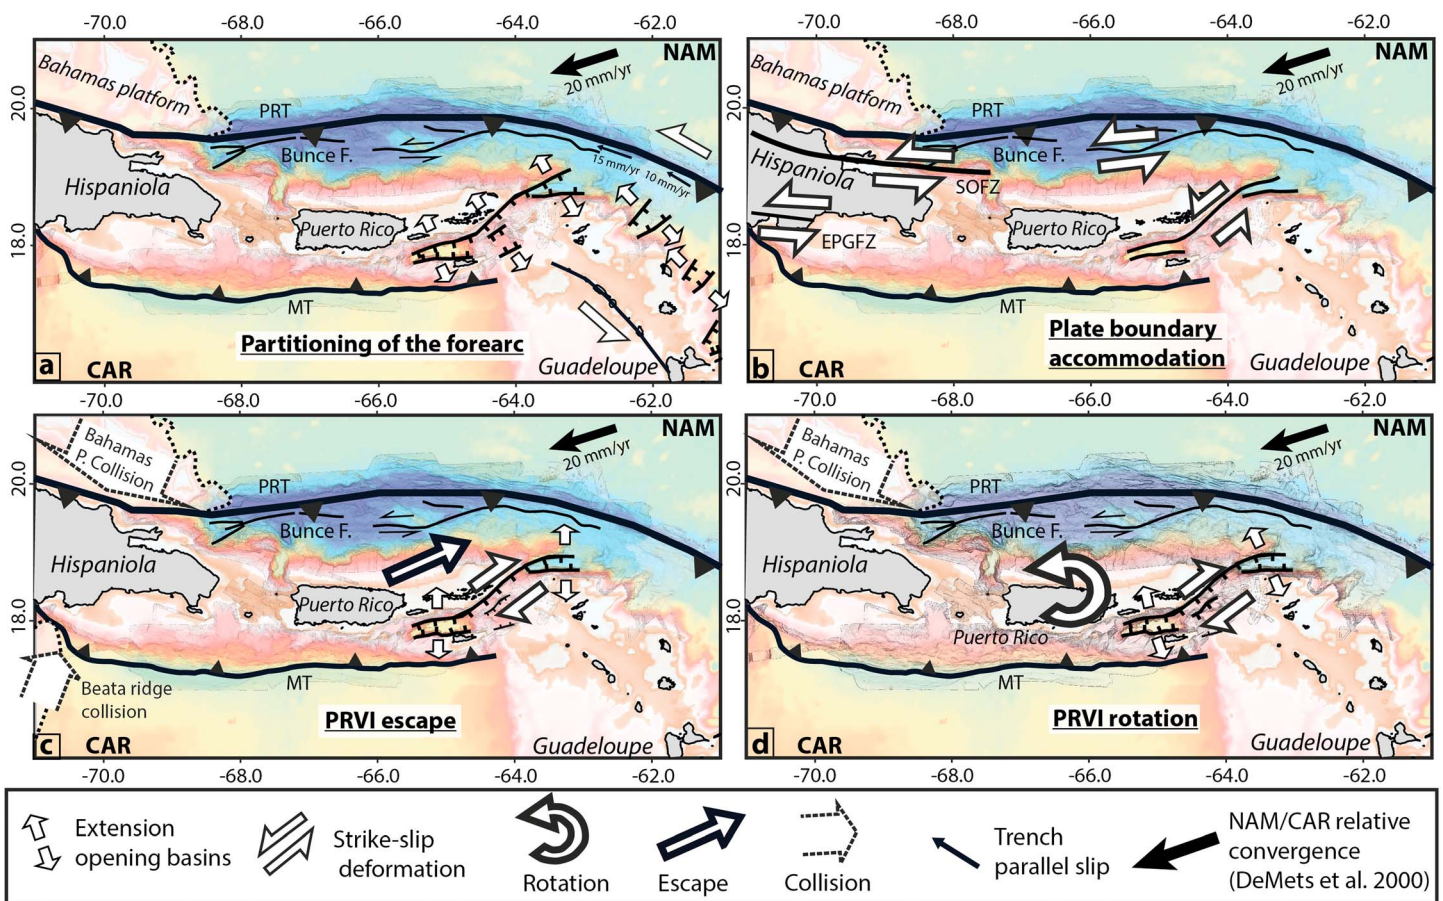 -70.0 -68.0 -66.0 -64.0 -62.0
-70.0 -68.0 -66.0 -64.0 -62.0
20.0
18.0
Bahamas platform
PRT
NAM
20 mm/yr
Bunce F.
15 mm/yr
10 mm/yr
Hispaniola
Puerto Rico
MT
Partitioning of the forearc
Guadeloupe
a
CAR
20.0
18.0
Bahamas platform
PRT
NAM
20 mm/yr
Bunce F.
Hispaniola
SOFZ
Puerto Rico
EPGFZ
MT
Plate boundary
accommodation
Guadeloupe
b
CAR
-70.0 -68.0 -66.0 -64.0 -62.0
-70.0 -68.0 -66.0 -64.0 -62.0
20.0
18.0
Bahamas
P. Collision
PRT
NAM
20 mm/yr
Bunce F.
Hispaniola
Puerto Rico
MT
Beata ridge
collision
PRVI escape
Guadeloupe
c
CAR
20.0
18.0
Bahamas
P. Collision
PRT
NAM
20 mm/yr
Bunce F.
Hispaniola
Puerto Rico
MT
PRVI rotation
Guadeloupe
d
CAR
-70.0 -68.0 -66.0 -64.0 -62.0
-70.0 -68.0 -66.0 -64.0 -62.0
Extension
opening basins
Strike-slip
deformation
Rotation
Escape
Collision
Trench
parallel slip
NAM/CAR relative
convergence
(DeMets et al. 2000)